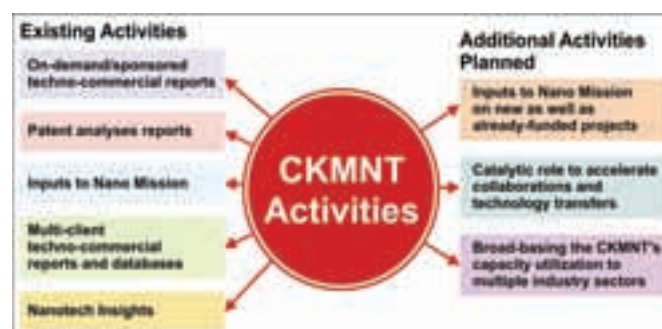 Existing Activities
On-demand/sponsored
techno-commercial reports
Patent analyses reports
Inputs to Nano Mission
Multi-client
techno-commercial
reports and databases
Nanotech Insights
CKMNT
Activities
Additional Activities
Planned
Inputs to Nano Mission
on new as well as
already-funded projects
Catalytic role to accelerate
collaborations and
technology transfers
Broad-basing the CKMNT's
capacity utilization to
multiple industry sectors